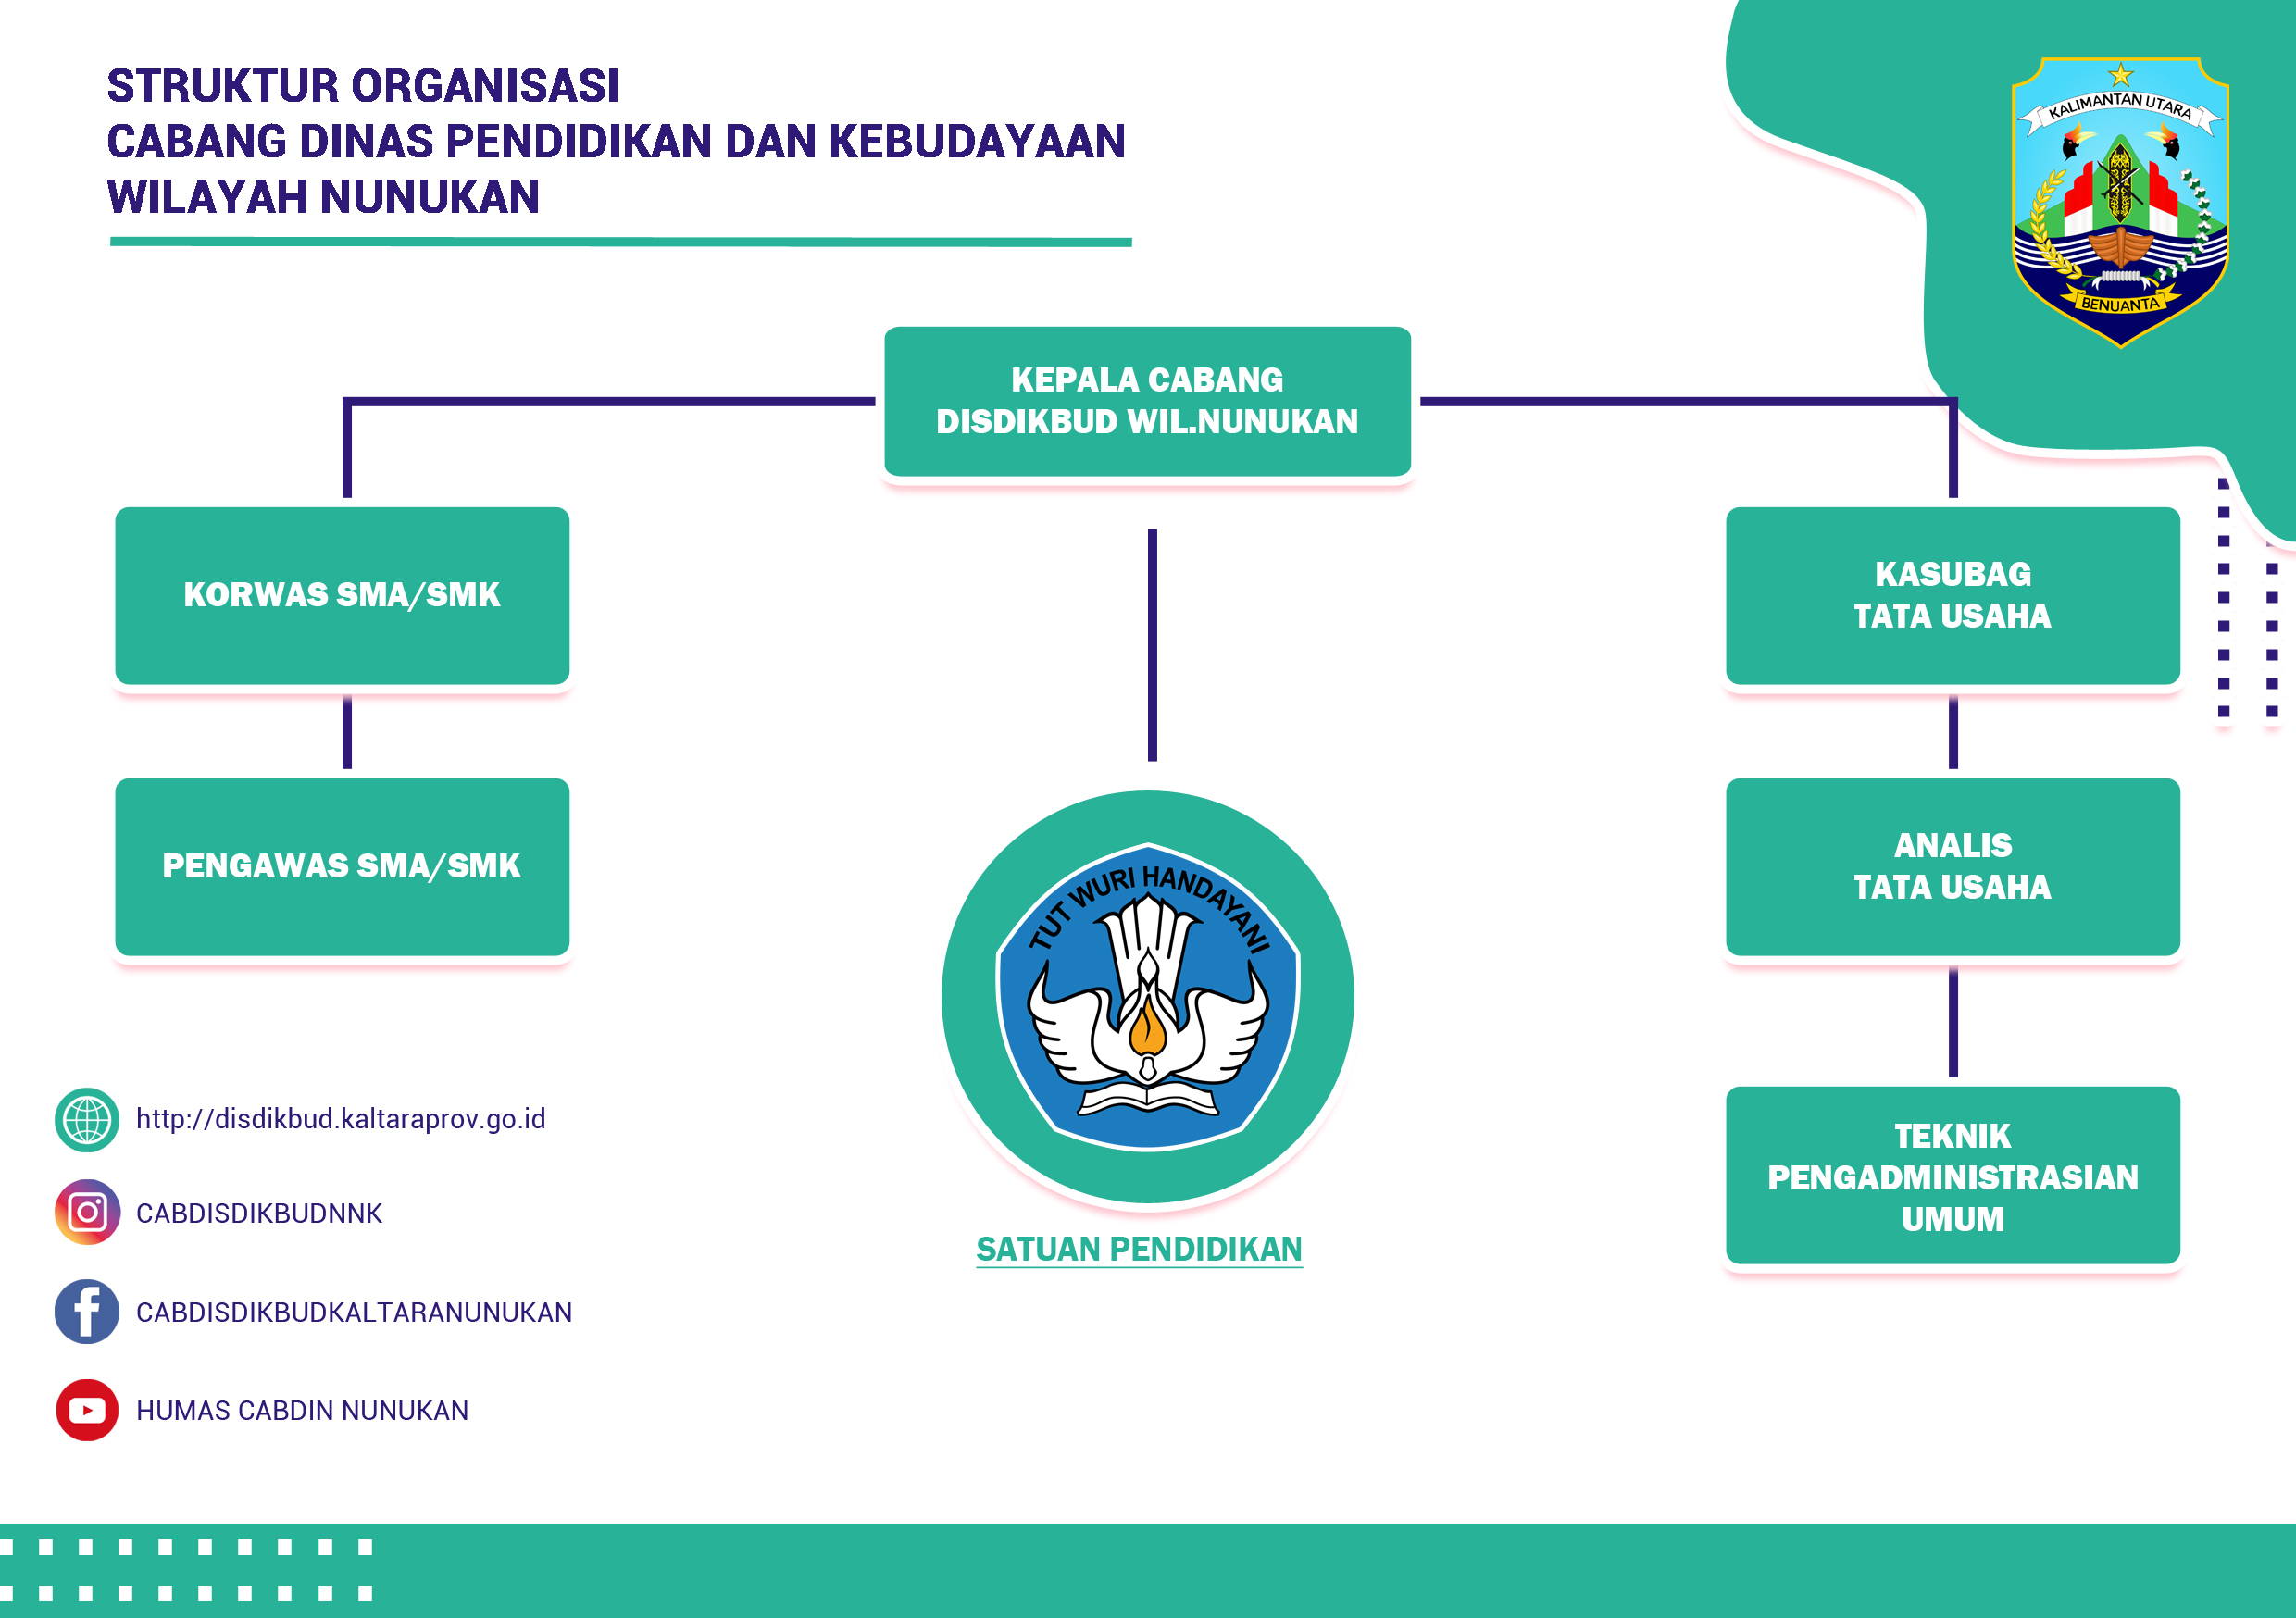 STRUKTUR ORGANISASI
CABANG DINAS PENDIDIKAN DAN KEBUDAYAAN
WILAYAH NUNUKAN
KALIMANTAN UTARA
BENUANTA
KEPALA CABANG
DISDIKBUD WIL.NUNUKAN
KORWAS SMA/SMK
KASUBAG
TATA USAHA
PENGAWAS SMA/SMK
ANALIS
TATA USAHA
TUT WURI HANDAYANI
SATUAN PENDIDIKAN
TEKNIK
PENGADMINISTRASIAN
UMUM
http://disdikbud.kaltaraprov.go.id
CABDISDIKBUDNNK
CABDISDIKBUDKALTARANUNUKAN
HUMAS CABDIN NUNUKAN